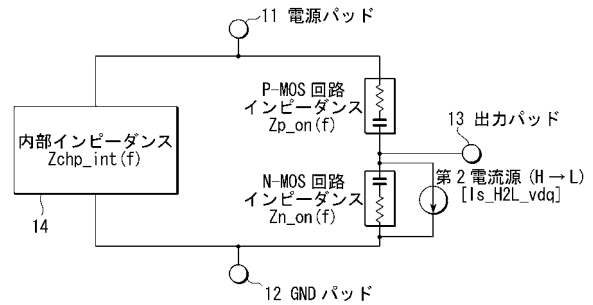 11 電源パッド
P-MOS 回路
インピーダンス
Zp_on(f)
13 出力パッド
内部インピーダンス
Zchp_int(f)
14
N-MOS 回路
インピーダンス
Zn_on(f)
第2電流源 (H→L)
[Is_H2L_vdq]
12 GND パッド